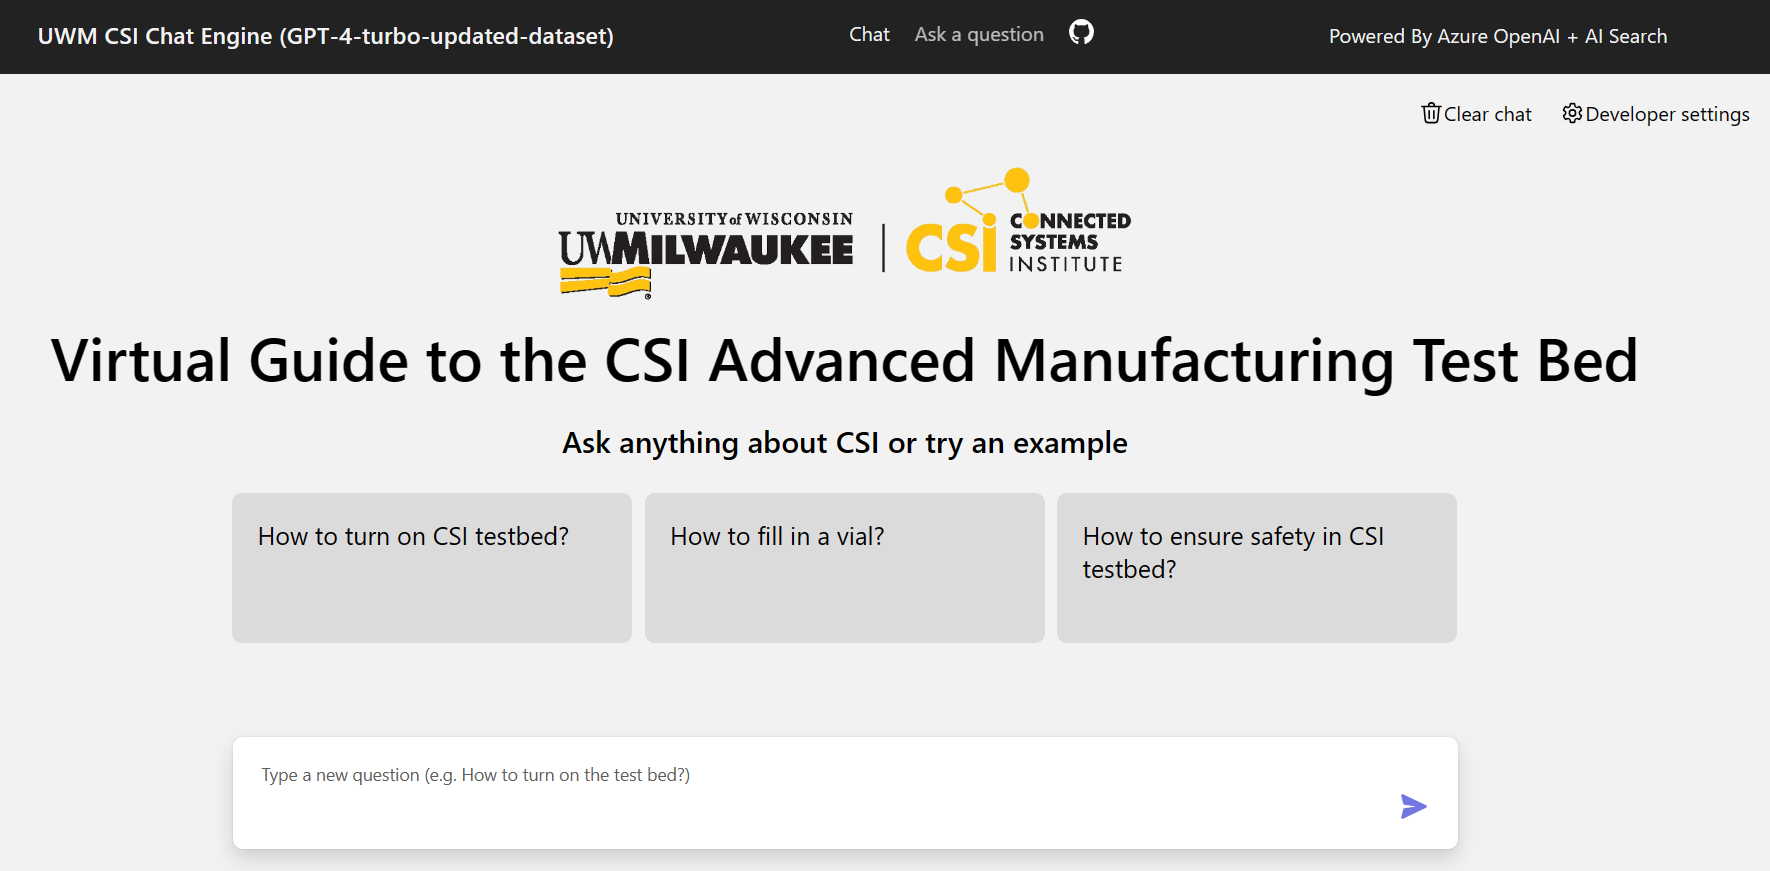 UWM CSI Chat Engine (GPT-4-turbo-updated-dataset)
Chat
Ask a question
Powered By Azure OpenAI + AI Search
Clear chat
Developer settings
UNIVERSITY of WISCONSIN
UWMILWAUKEE
®
CSi
CONNECTED
SYSTEMS
INSTITUTE
Virtual Guide to the CSI Advanced Manufacturing Test Bed
Ask anything about CSI or try an example
How to turn on CSI testbed?
How to fill in a vial?
How to ensure safety in CSI
testbed?
Type a new question (e.g. How to turn on the test bed?)